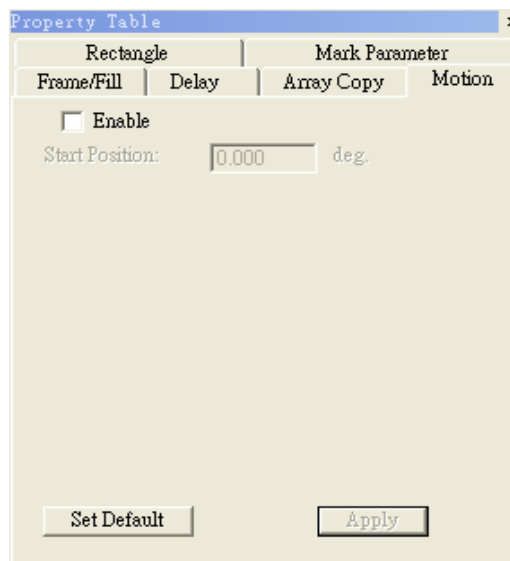 Property Table
Rectangle Mark Parameter
Frame/Fill Delay Array Copy Motion
Enable
Start Position: 0.000 deg.
Set Default Apply